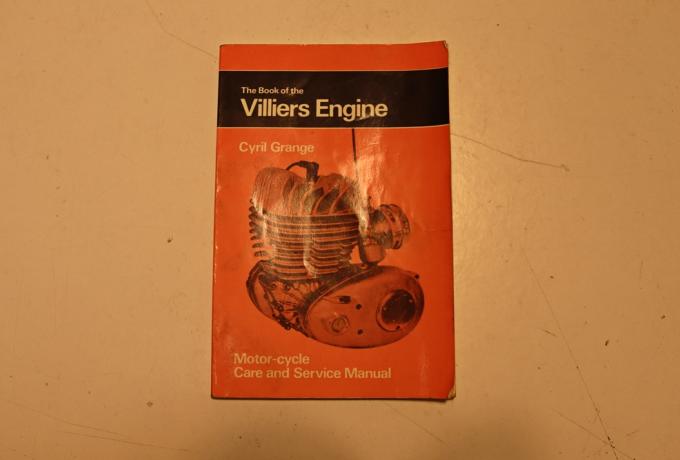 The Book of the
Villiers Engine
Cyril Grange
Motor-cycle
Care and Service Manual